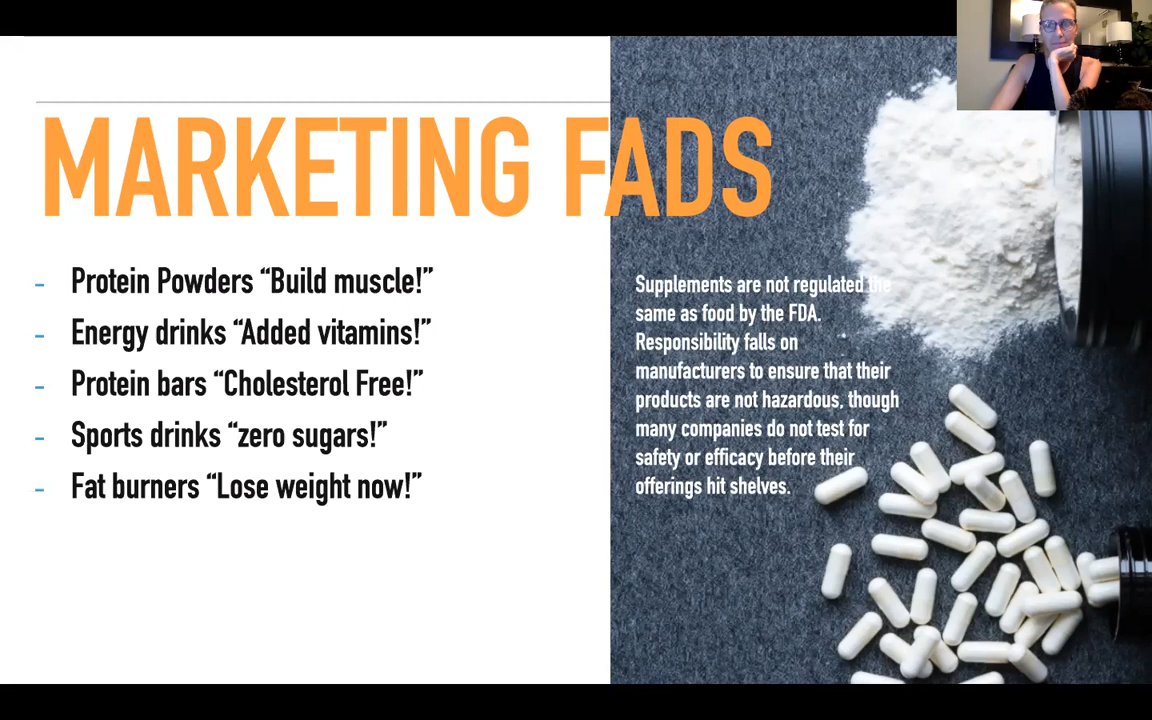 MARKETING FADS
- Protein Powders “Build muscle!”
- Energy drinks “Added vitamins!”
- Protein bars “Cholesterol Free!”
- Sports drinks “zero sugars!”
- Fat burners “Lose weight now!”
Supplements are not regulated the
same as food by the FDA.
Responsibility falls on
manufacturers to ensure that their
products are not hazardous, though
many companies do not test for
safety or efficacy before their
offerings hit shelves.